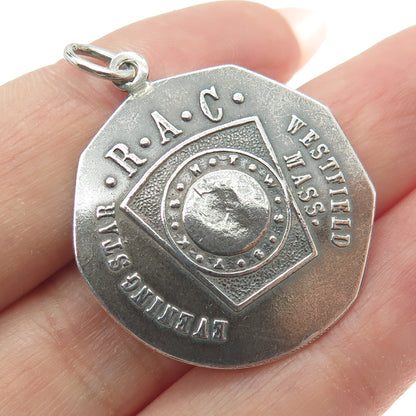 · R · A · C ·
EVENING STAR
WESTFIELD
MASS.
H · T · W · S · S · T · K · S